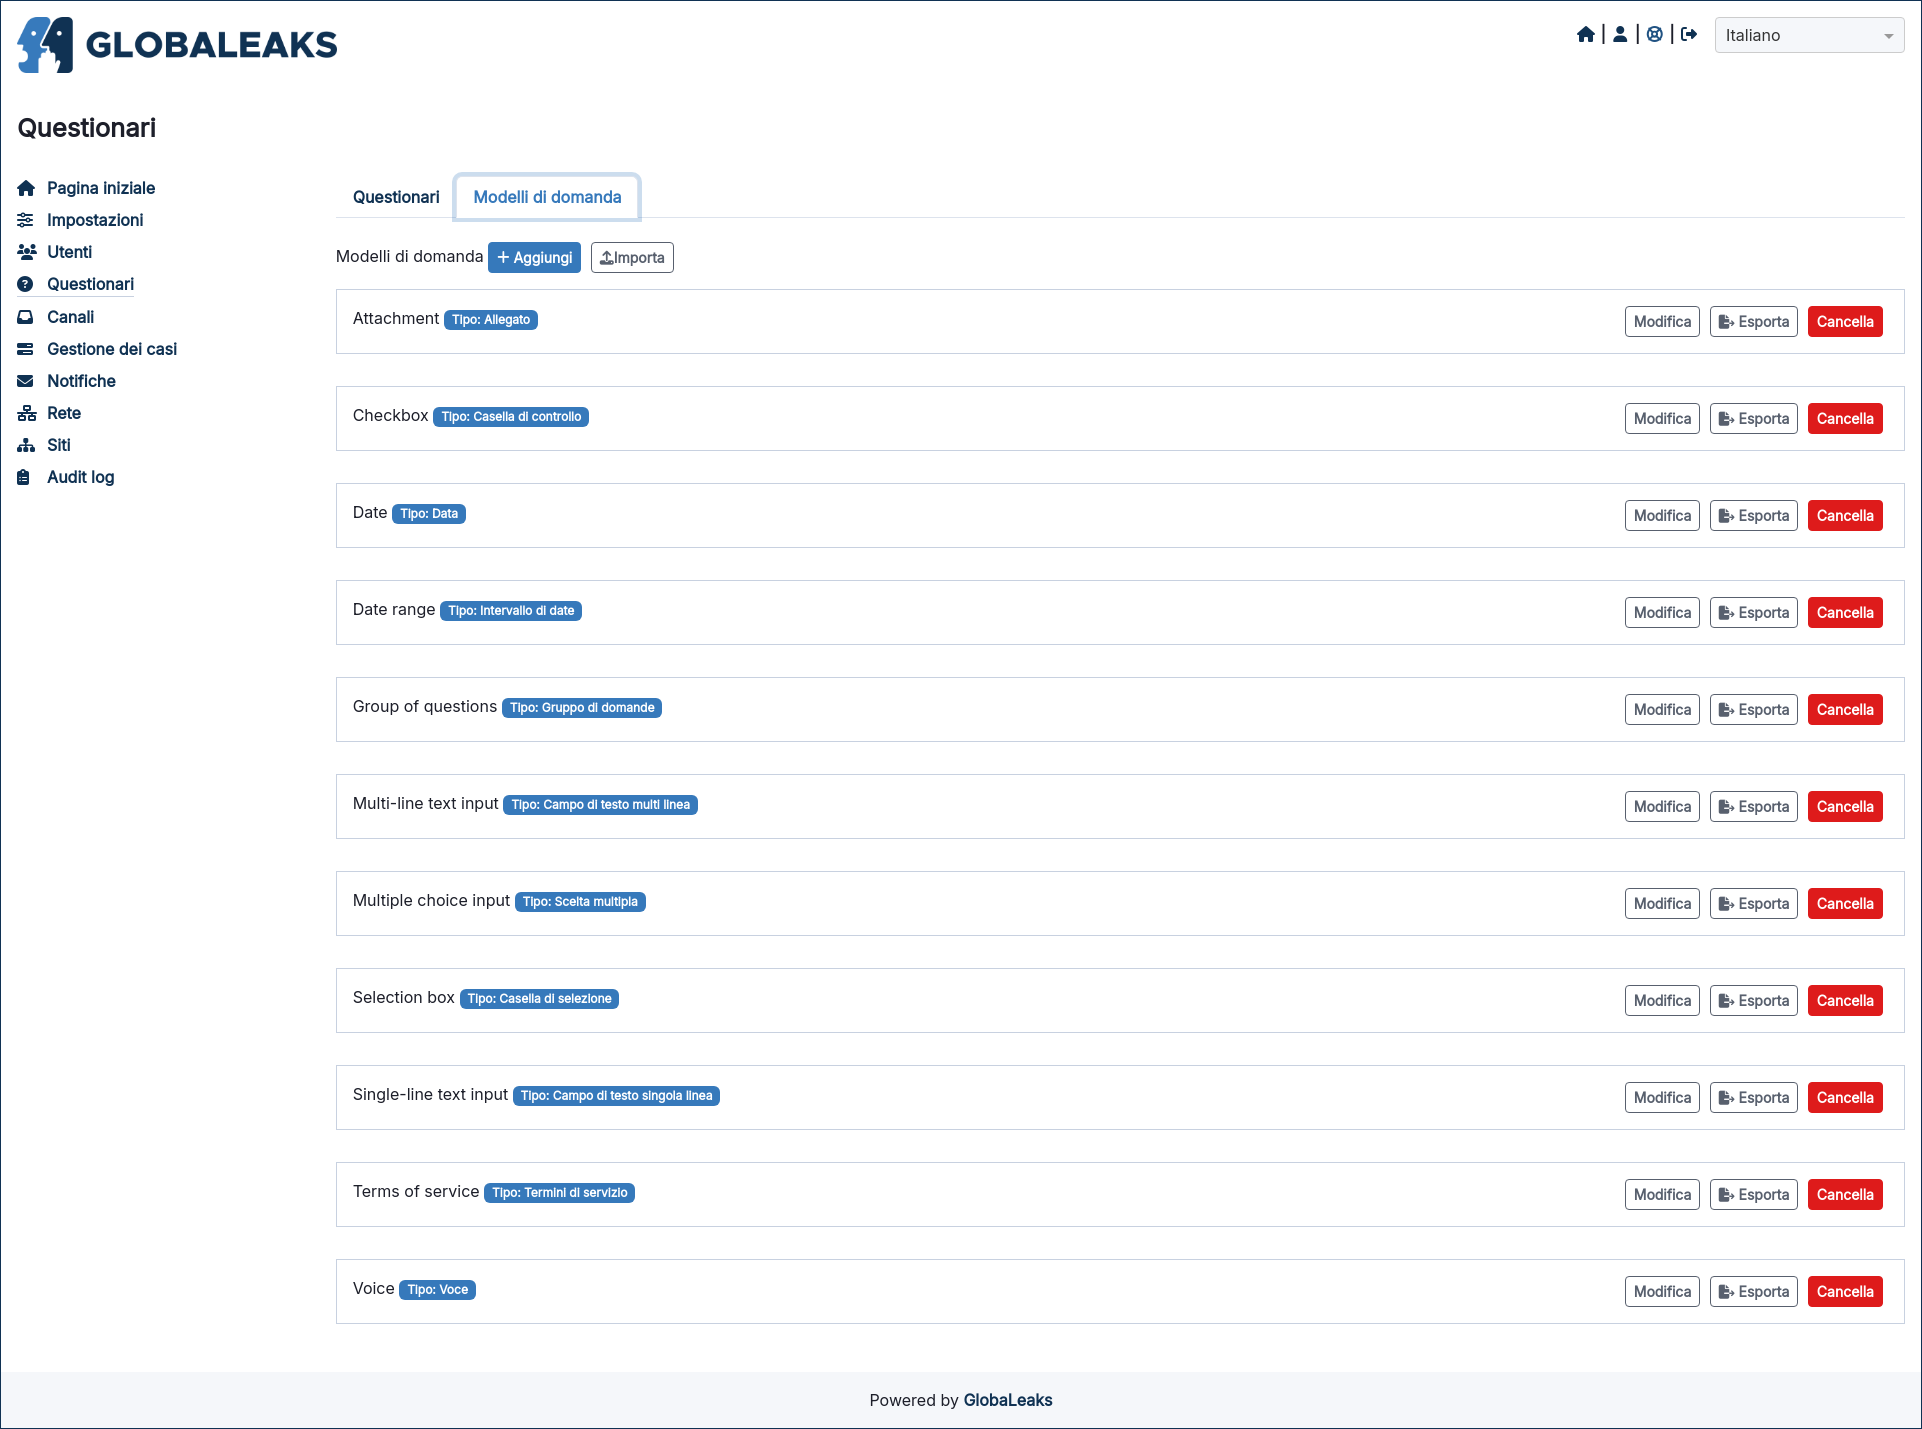 GLOBALEAKS
Italiano
Questionari
Pagina iniziale
Impostazioni
Utenti
Questionari
Canali
Gestione dei casi
Notifiche
Rete
Siti
Audit log
Questionari Modelli di domanda
Modelli di domanda Aggiungi Importa
Attachment Tipo: Allegato Modifica Esporta Cancella
Checkbox Tipo: Casella di controllo Modifica Esporta Cancella
Date Tipo: Data Modifica Esporta Cancella
Date range Tipo: Intervallo di date Modifica Esporta Cancella
Group of questions Tipo: Gruppo di domande Modifica Esporta Cancella
Multi-line text input Tipo: Campo di testo multi linea Modifica Esporta Cancella
Multiple choice input Tipo: Scelta multipla Modifica Esporta Cancella
Selection box Tipo: Casella di selezione Modifica Esporta Cancella
Single-line text input Tipo: Campo di testo singola linea Modifica Esporta Cancella
Terms of service Tipo: Termini di servizio Modifica Esporta Cancella
Voice Tipo: Voce Modifica Esporta Cancella
Powered by GlobaLeaks